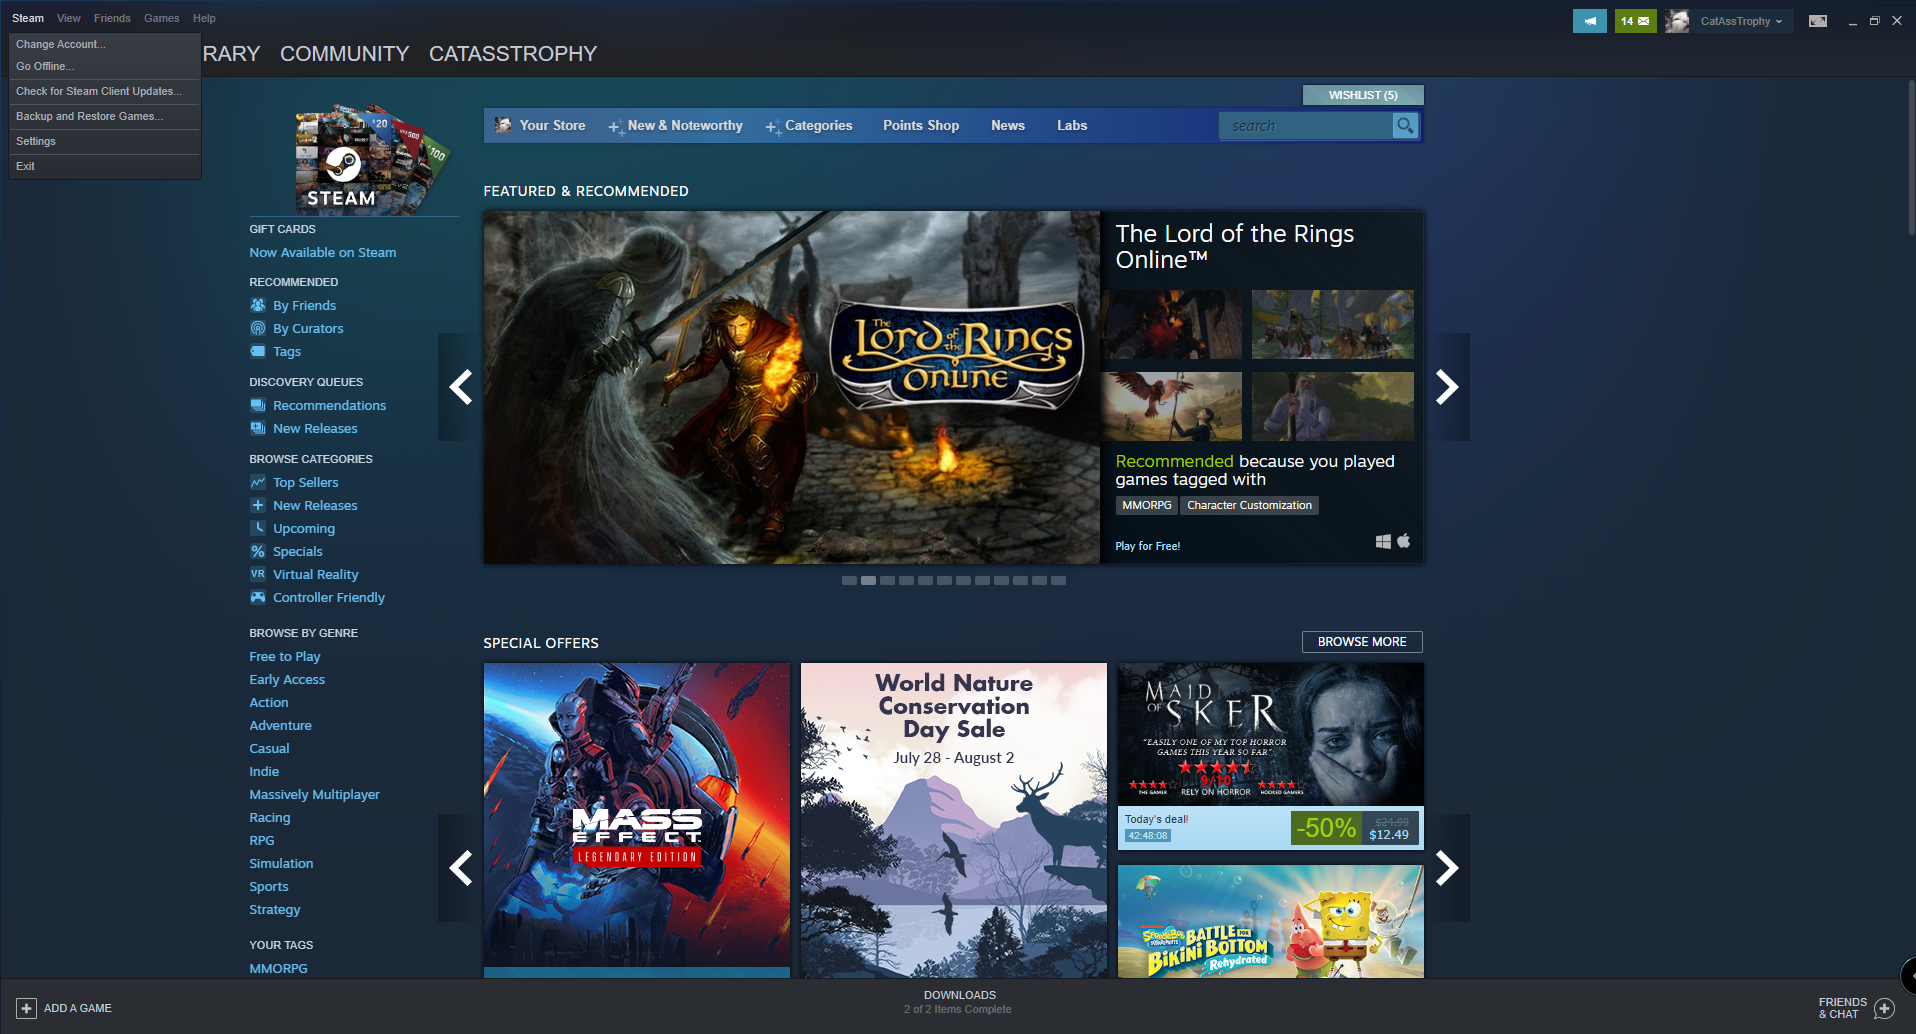 Steam View Friends Games Help
14
CatAssTrophy
Change Account...
Go Offline...
Check for Steam Client Updates...
Backup and Restore Games...
Settings
Exit
RARY COMMUNITY CATASSTROPHY
WISHLIST (5)
Your Store New & Noteworthy Categories Points Shop News Labs
search
$20
500
$100
STEAM
GIFT CARDS
Now Available on Steam
RECOMMENDED
By Friends
By Curators
Tags
DISCOVERY QUEUES
Recommendations
New Releases
BROWSE CATEGORIES
Top Sellers
New Releases
Upcoming
% Specials
VR Virtual Reality
Controller Friendly
BROWSE BY GENRE
Free to Play
Early Access
Action
Adventure
Casual
Indie
Massively Multiplayer
Racing
RPG
Simulation
Sports
Strategy
YOUR TAGS
MMORPG
FEATURED & RECOMMENDED
The Lord of the Rings Online
The Lord of the Rings
Online™
Recommended because you played
games tagged with
MMORPG Character Customization
Play for Free!
SPECIAL OFFERS
BROWSE MORE
MASS
EFFECT
LEGENDARY EDITION
World Nature
Conservation
Day Sale
July 28 - August 2
MAID
OF SKER
"EASILY ONE OF MY TOP HORROR
GAMES THIS YEAR SO FAR"
9/10
THE GAMER RELY ON HORROR HOOKED GAMERS
Today's deal!
42:48:08
-50%
$24.99
$12.49
SpongeBob
SQUAREPANTS
BATTLE FOR
BIKINI BOTTOM
Rehydrated
ADD A GAME
DOWNLOADS
2 of 2 Items Complete
FRIENDS
& CHAT